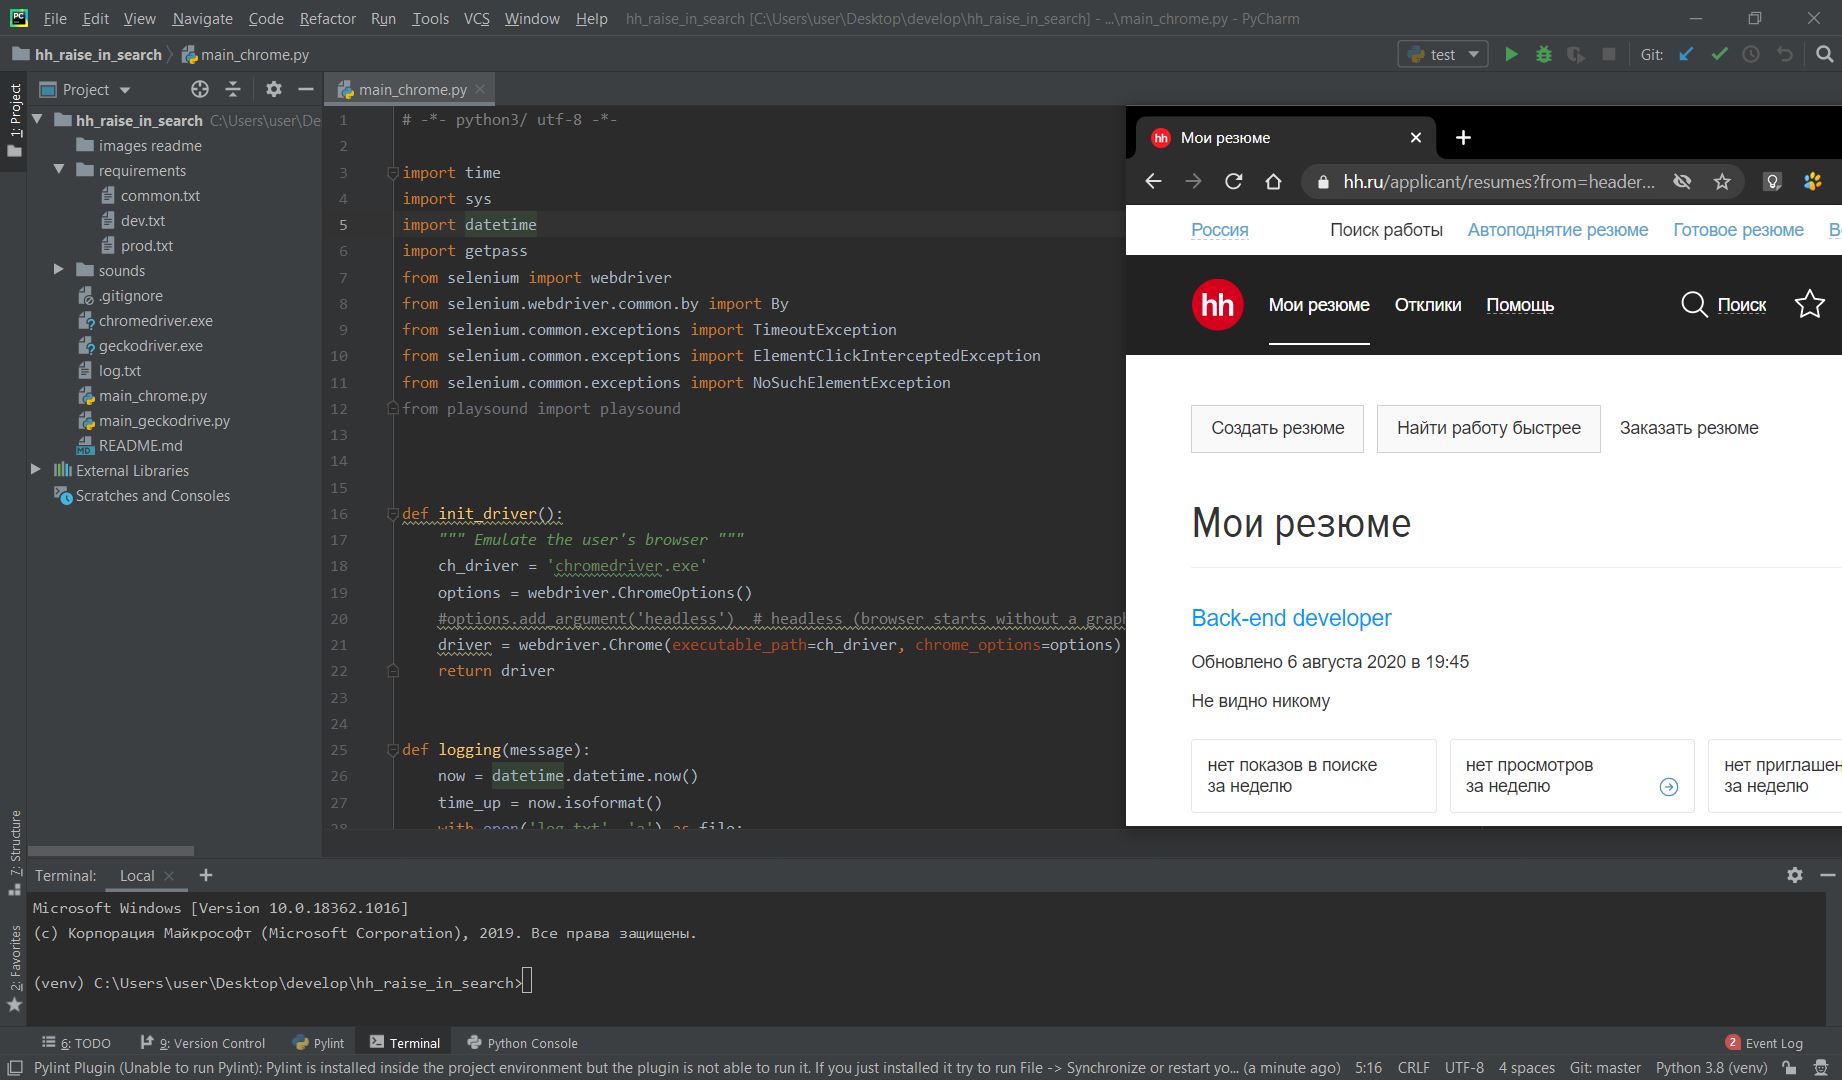 File Edit View Navigate Code Refactor Run Tools VCS Window Help hh_raise_in_search [C:\Users\user\Desktop\develop\hh_raise_in_search] - ...\main_chrome.py - PyCharm
hh_raise_in_search main_chrome.py test Git:
Project main_chrome.py
1: Project
hh_raise_in_search C:\Users\user\De
images readme
requirements
common.txt
dev.txt
prod.txt
sounds
.gitignore
chromedriver.exe
geckodriver.exe
log.txt
main_chrome.py
main_geckodrive.py
README.md
External Libraries
Scratches and Consoles
7: Structure
2: Favorites
1 # -*- python3/ utf-8 -*-
2
3 import time
4 import sys
5 import datetime
6 import getpass
7 from selenium import webdriver
8 from selenium.webdriver.common.by import By
9 from selenium.common.exceptions import TimeoutException
10 from selenium.common.exceptions import ElementClickInterceptedException
11 from selenium.common.exceptions import NoSuchElementException
12 from playsound import playsound
13
14
15
16 def init_driver():
17 """ Emulate the user's browser """
18 ch_driver = 'chromedriver.exe'
19 options = webdriver.ChromeOptions()
20 #options.add_argument('headless') # headless (browser starts without a grap
21 driver = webdriver.Chrome(executable_path=ch_driver, chrome_options=options)
22 return driver
23
24
25 def logging(message):
26 now = datetime.datetime.now()
27 time_up = now.isoformat()
28 with open('log.txt', 'a') as file:
hh Мои резюме
hh.ru/applicant/resumes?from=header...
Россия Поиск работы Автоподнятие резюме Готовое резюме
hh Мои резюме Отклики Помощь Поиск
Создать резюме Найти работу быстрее Заказать резюме
Мои резюме
Back-end developer
Обновлено 6 августа 2020 в 19:45
Не видно никому
нет показов в поиске нет просмотров нет приглашен
за неделю за неделю за неделю
Terminal: Local
Microsoft Windows [Version 10.0.18362.1016]
(c) Корпорация Майкрософт (Microsoft Corporation), 2019. Все права защищены.
(venv) C:\Users\user\Desktop\develop\hh_raise_in_search>
6: TODO 9: Version Control Pylint Terminal Python Console 2 Event Log
Pylint Plugin (Unable to run Pylint): Pylint is installed inside the project environment but the plugin is not able to run it. If you just installed it try to run File -> Synchronize or restart yo... (a minute ago) 5:16 CRLF UTF-8 4 spaces Git: master Python 3.8 (venv)